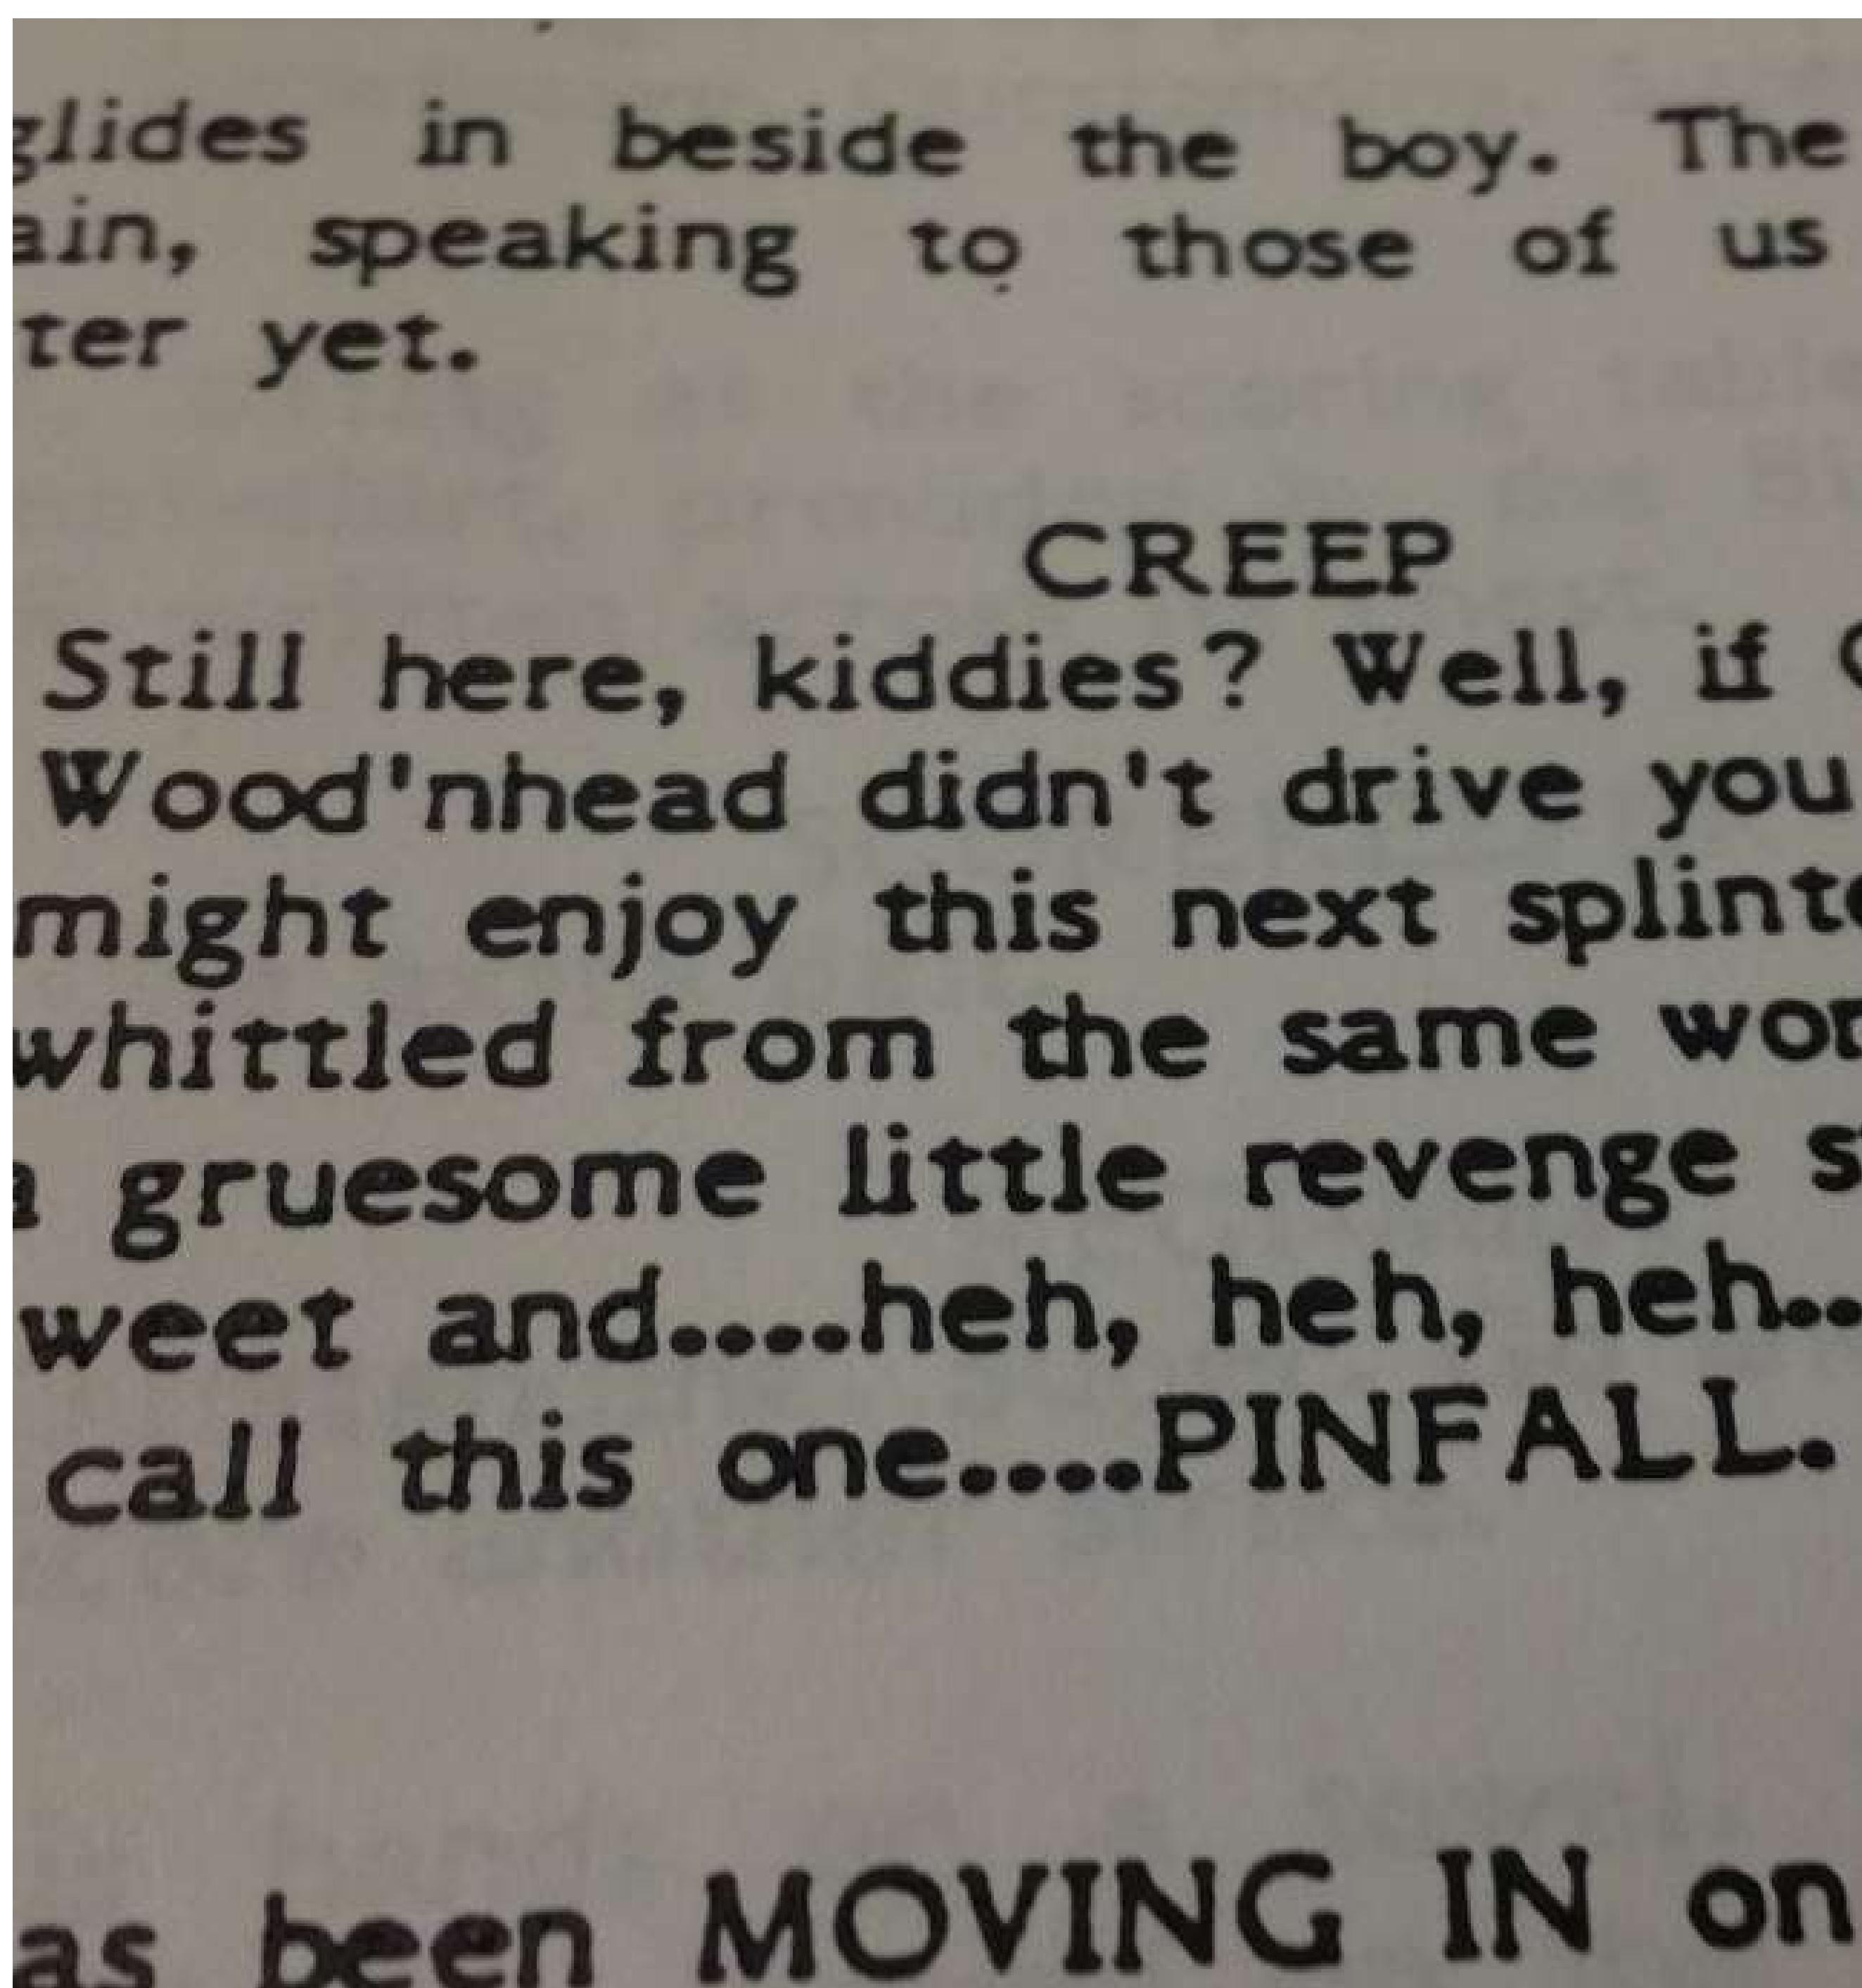 glides in beside the boy. The
ain, speaking to those of us
ter yet.
CREEP
Still here, kiddies? Well, if
Wood'nhead didn't drive you
might enjoy this next splinte
whittled from the same wor
a gruesome little revenge s
weet and....heh, heh, heh..
call this one....PINFALL.
as been MOVING IN on